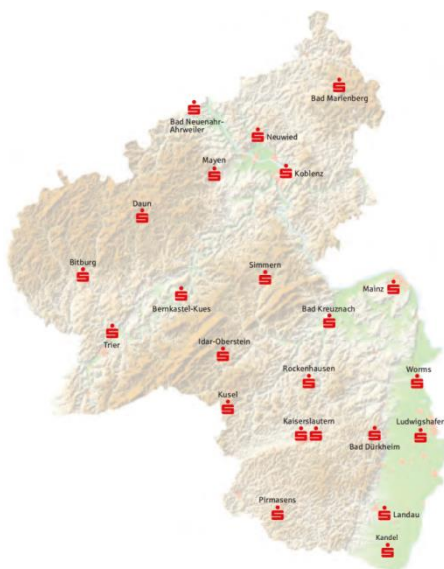 Bad Marienberg
Bad Neuenahr-
Ahrweiler
Neuwied
Mayen
Koblenz
Daun
Bitburg
Simmern
Mainz
Bernkastel-Kues
Bad Kreuznach
Trier
Idar-Oberstein
Rockenhausen
Worms
Kusel
Kaiserslautern
Ludwigshafen
Bad Dürkheim
Pirmasens
Landau
Kandel